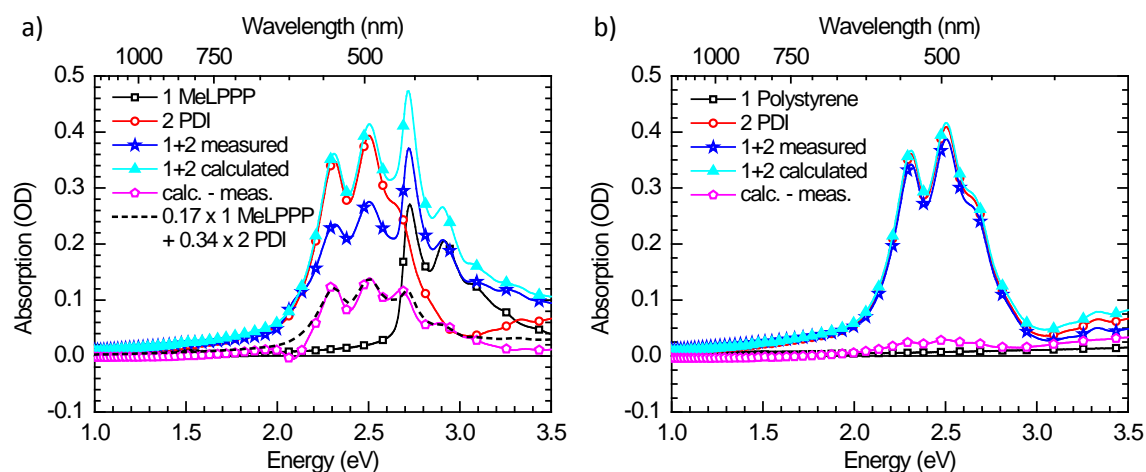 a)
Wavelength (nm)
1000 750 500
Absorption (OD)
0.5
0.4
0.3
0.2
0.1
0.0
-0.1
1 MeLPPP
2 PDI
1+2 measured
1+2 calculated
calc. - meas.
0.17 x 1 MeLPPP
+ 0.34 x 2 PDI
1.0 1.5 2.0 2.5 3.0 3.5
Energy (eV)
b)
Wavelength (nm)
1000 750 500
Absorption (OD)
0.5
0.4
0.3
0.2
0.1
0.0
-0.1
1 Polystyrene
2 PDI
1+2 measured
1+2 calculated
calc. - meas.
1.0 1.5 2.0 2.5 3.0 3.5
Energy (eV)